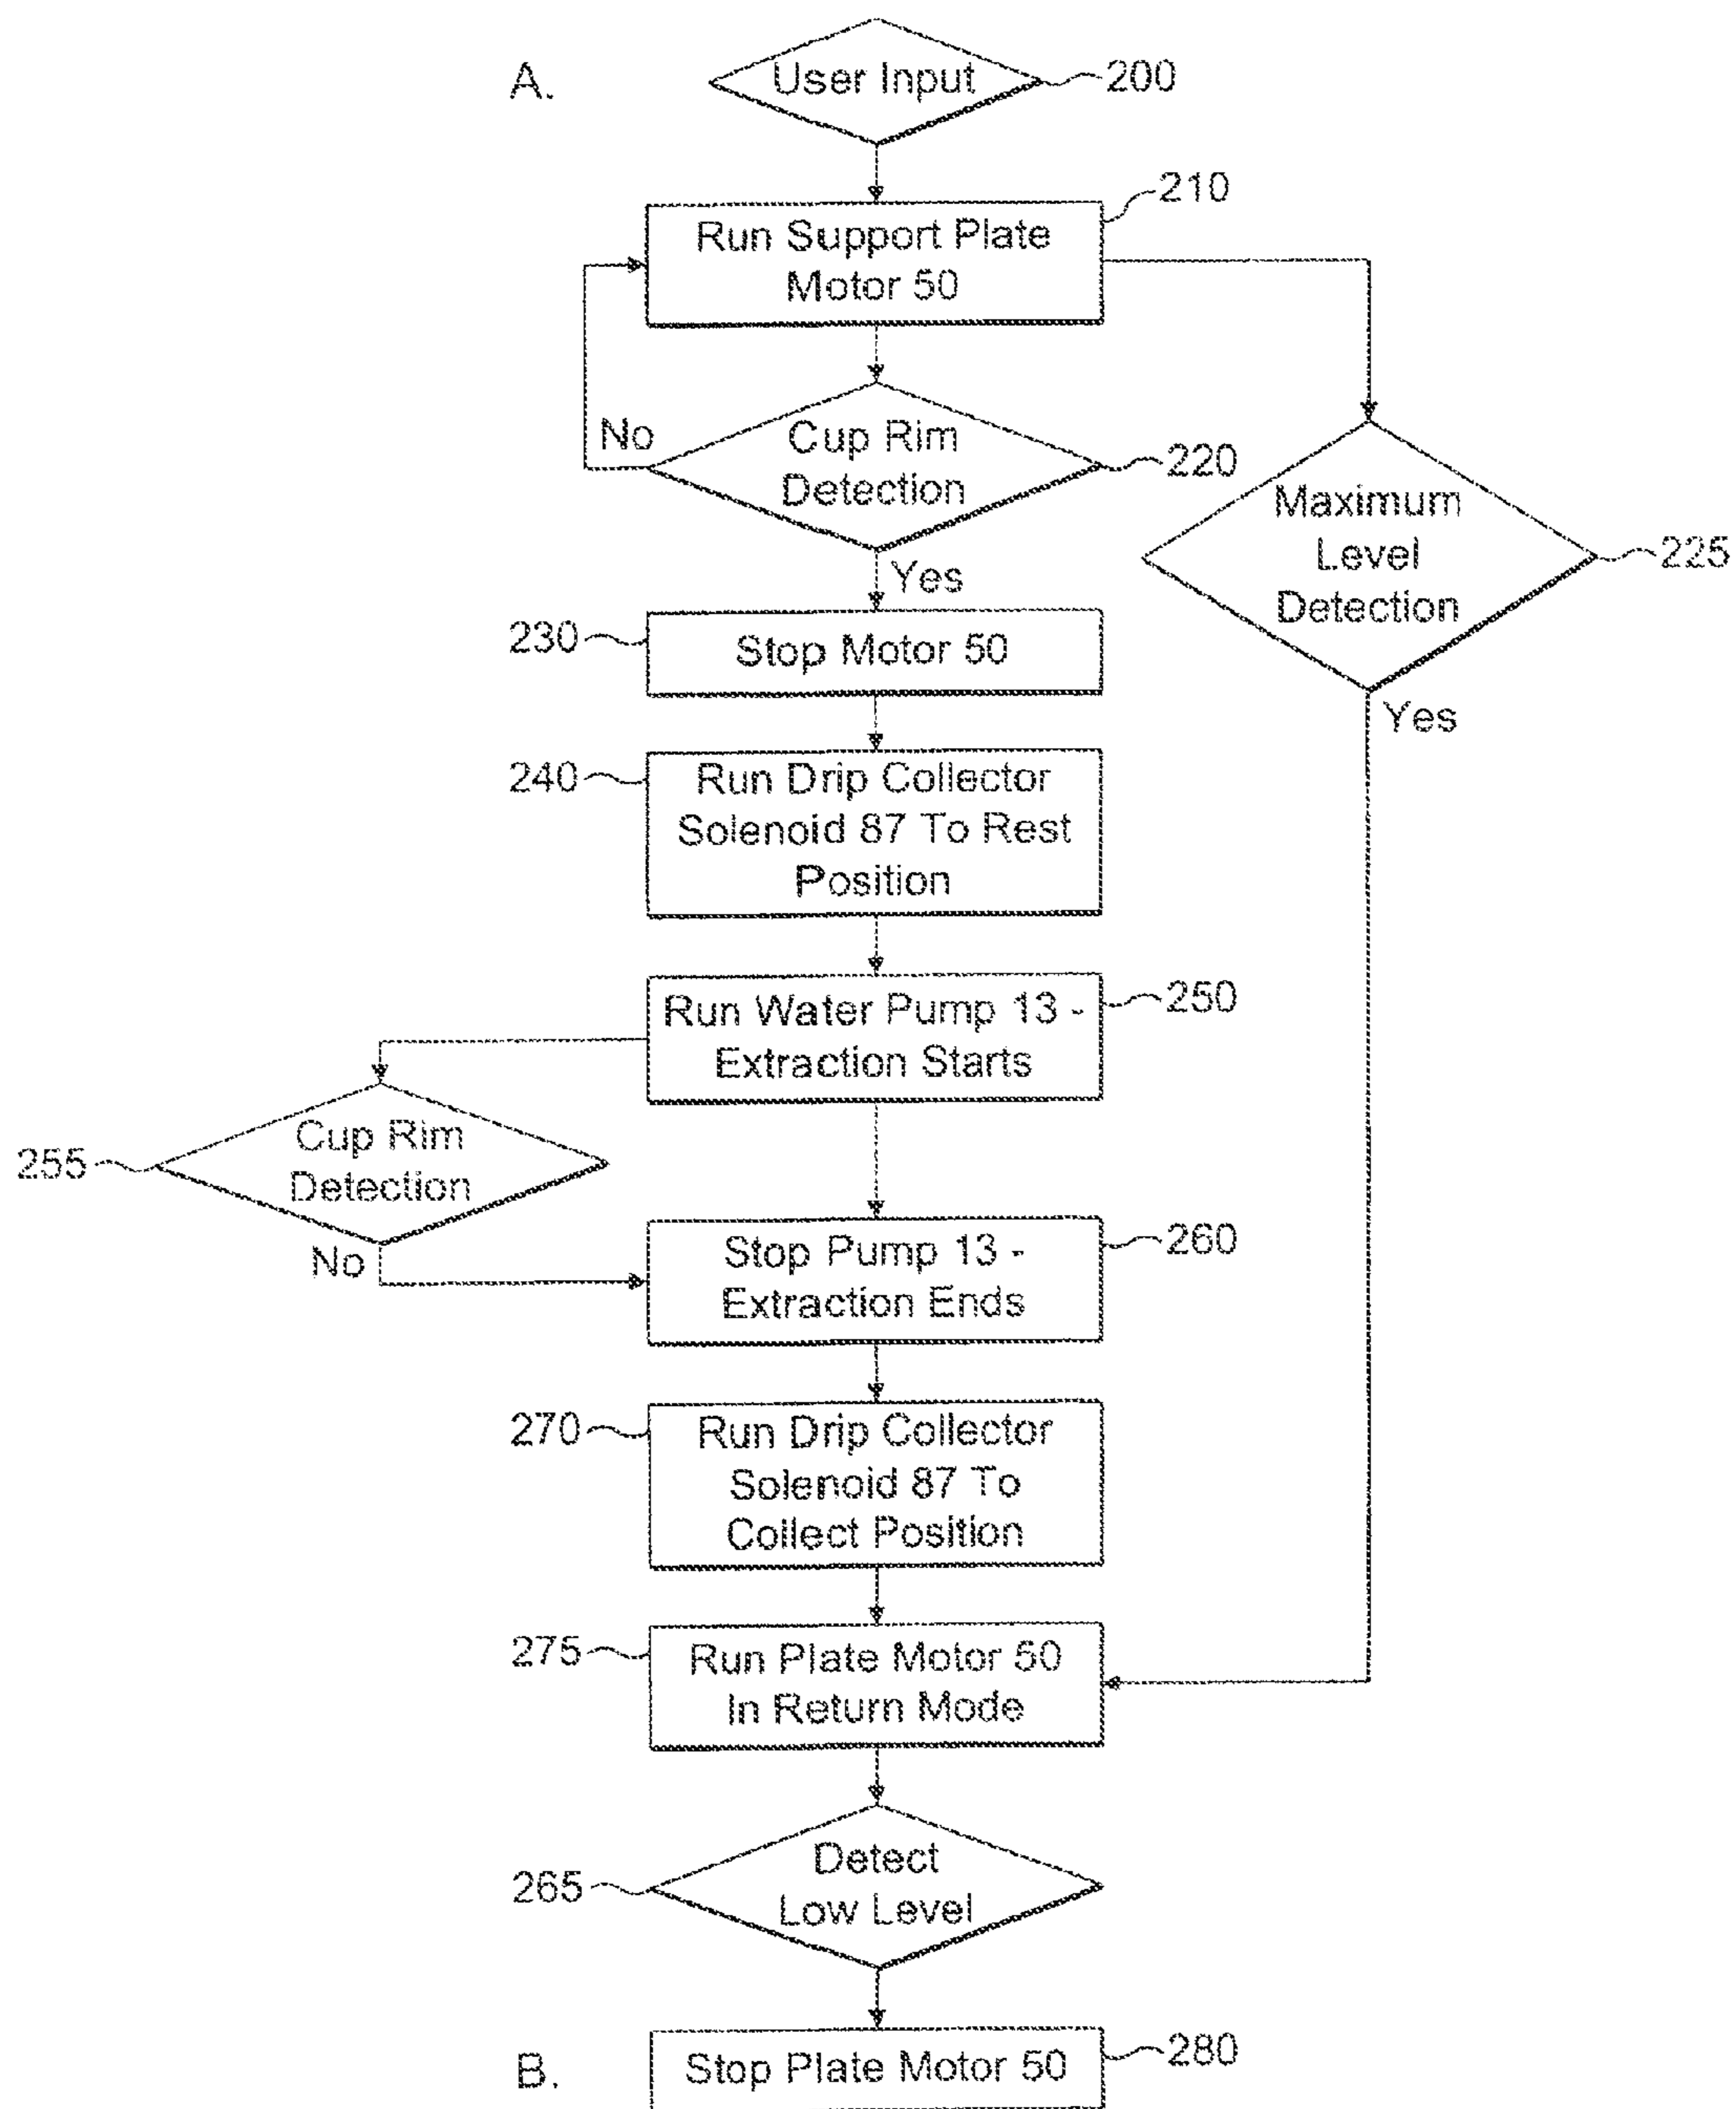 A.
User Input
200
210
Run Support Plate
Motor 50
No
Cup Rim
Detection
220
Maximum
Level
Detection
225
Yes
Yes
230
Stop Motor 50
240
Run Drip Collector
Solenoid 87 To Rest
Position
Run Water Pump 13 -
Extraction Starts
250
255
Cup Rim
Detection
No
Stop Pump 13 -
Extraction Ends
260
270
Run Drip Collector
Solenoid 87 To
Collect Position
275
Run Plate Motor 50
In Return Mode
265
Detect
Low Level
B.
Stop Plate Motor 50
280